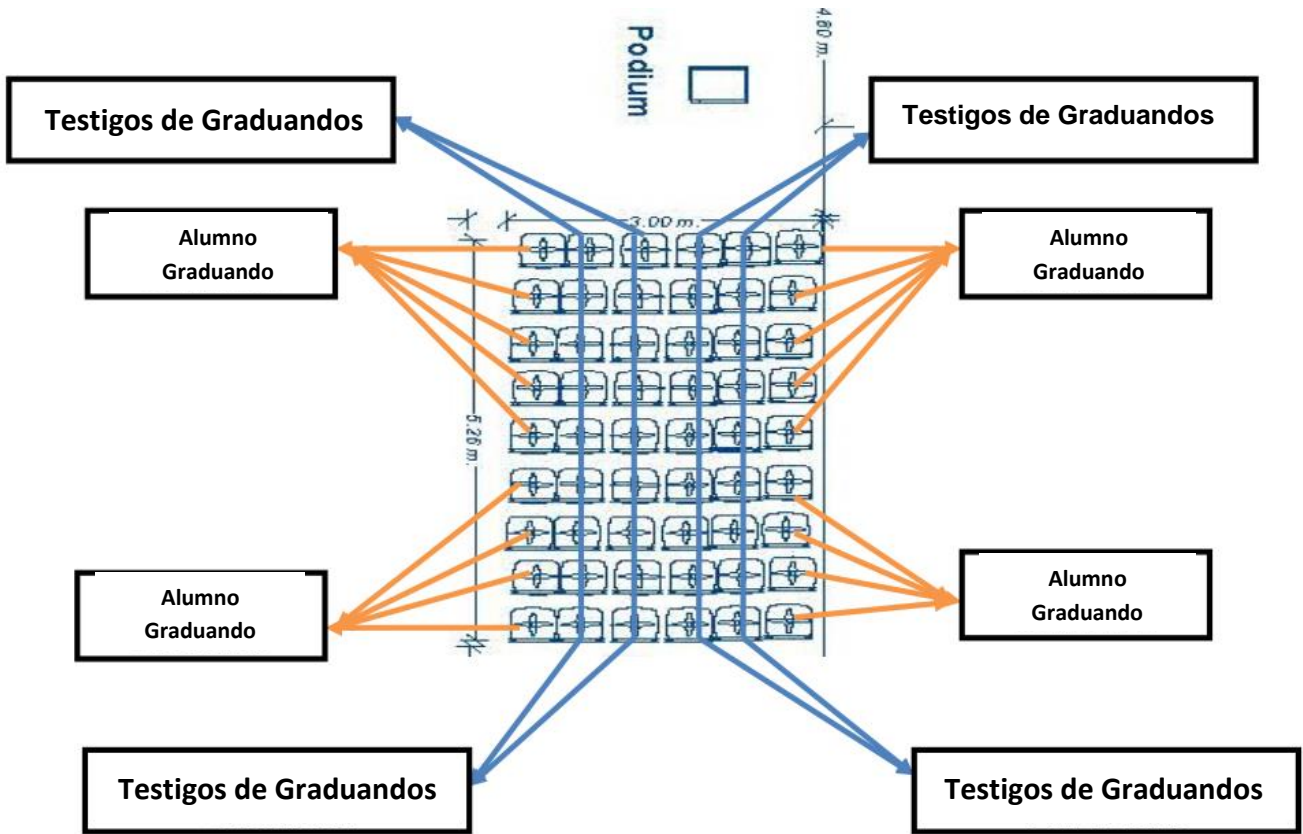 4.80 m.
Podium
Testigos de Graduandos
Testigos de Graduandos
3.00 m.
Alumno
Graduando
Alumno
Graduando
5.26 m.
Alumno
Graduando
Alumno
Graduando
Testigos de Graduandos
Testigos de Graduandos